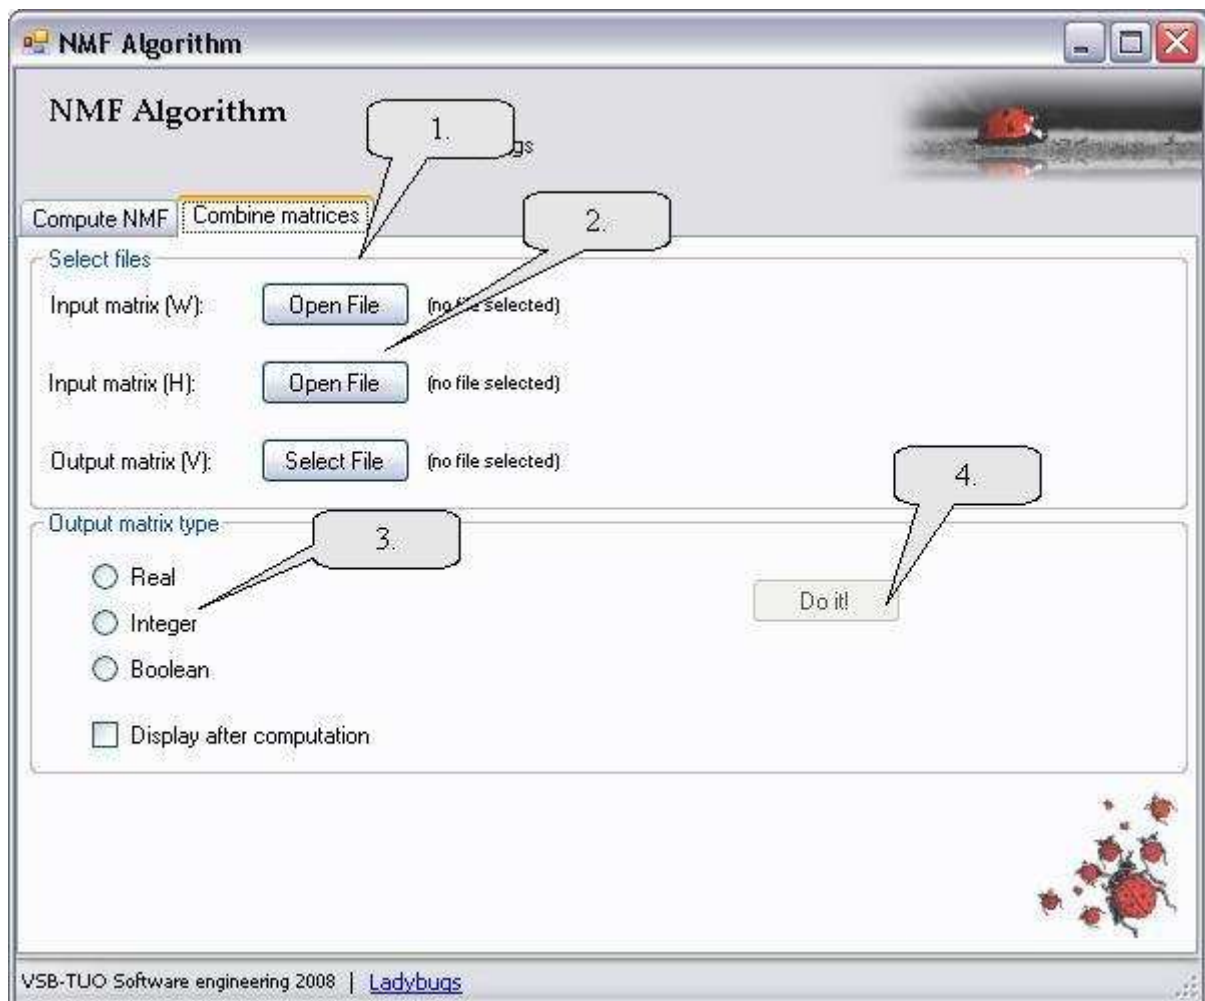 NMF Algorithm
NMF Algorithm
1.
gs
Compute NMF
Combine matrices
2.
Select files
Input matrix (W):
Open File
(no file selected)
Input matrix (H):
Open File
(no file selected)
Output matrix (V):
Select File
(no file selected)
4.
Output matrix type
3.
Real
Do it!
Integer
Boolean
Display after computation
VSB-TUO Software engineering 2008 | Ladybugs